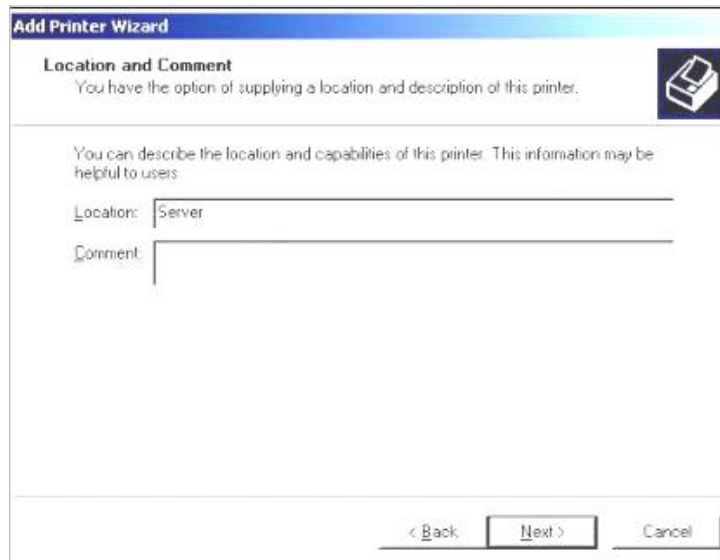 Add Printer Wizard
Location and Comment
You have the option of supplying a location and description of this printer.
You can describe the location and capabilities of this printer. This information may be
helpful to users
Location: Server
Comment:
< Back
Next >
Cancel